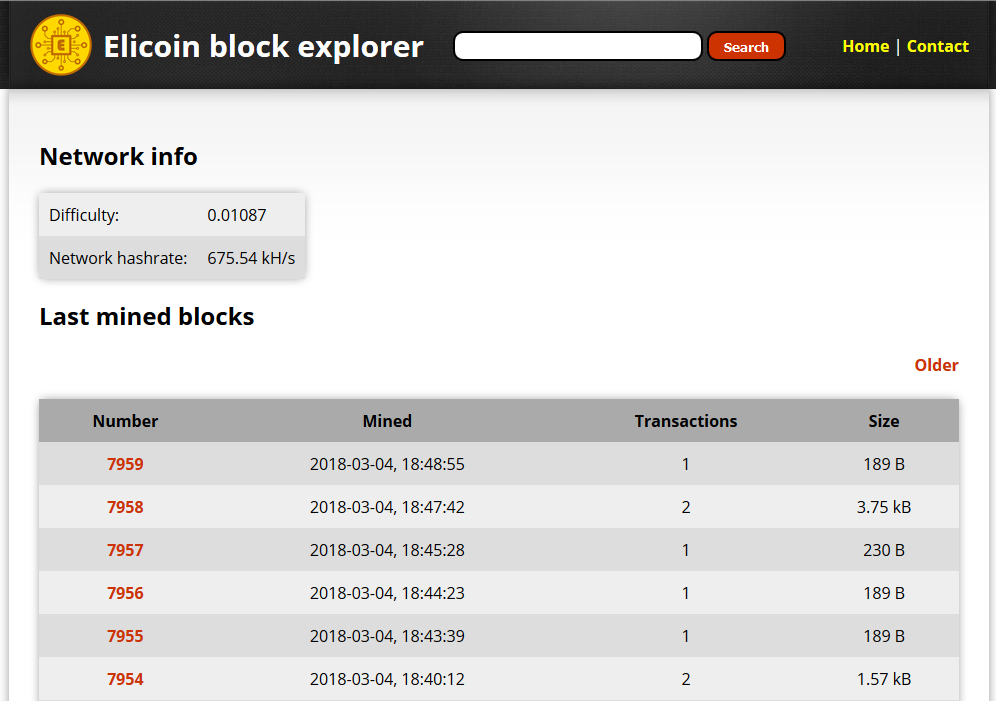 E
Elicoin block explorer
Search
Home | Contact
Network info
Difficulty: 0.01087
Network hashrate: 675.54 kH/s
Last mined blocks
Older
Number Mined Transactions Size
7959 2018-03-04, 18:48:55 1 189 B
7958 2018-03-04, 18:47:42 2 3.75 kB
7957 2018-03-04, 18:45:28 1 230 B
7956 2018-03-04, 18:44:23 1 189 B
7955 2018-03-04, 18:43:39 1 189 B
7954 2018-03-04, 18:40:12 2 1.57 kB